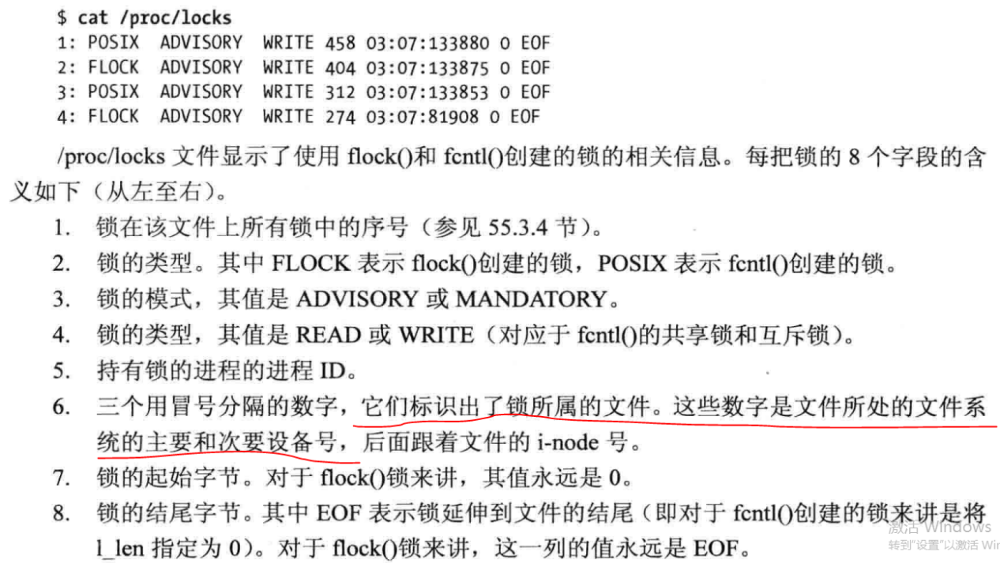 $ cat /proc/locks
1: POSIX ADVISORY WRITE 458 03:07:133880 0 EOF
2: FLOCK ADVISORY WRITE 404 03:07:133875 0 EOF
3: POSIX ADVISORY WRITE 312 03:07:133853 0 EOF
4: FLOCK ADVISORY WRITE 274 03:07:81908 0 EOF
/proc/locks 文件显示了使用 flock()和 fcntl()创建的锁的相关信息。每把锁的 8 个字段的含
义如下（从左至右）。
1. 锁在该文件上所有锁中的序号（参见 55.3.4 节）。
2. 锁的类型。其中 FLOCK 表示 flock()创建的锁，POSIX 表示 fcntl()创建的锁。
3. 锁的模式，其值是 ADVISORY 或 MANDATORY。
4. 锁的类型，其值是 READ 或 WRITE（对应于 fcntl()的共享锁和互斥锁）。
5. 持有锁的进程的进程 ID。
6. 三个用冒号分隔的数字，它们标识出了锁所属的文件。这些数字是文件所处的文件系
统的主要和次要设备号，后面跟着文件的 i-node 号。
7. 锁的起始字节。对于 flock()锁来讲，其值永远是 0。
8. 锁的结尾字节。其中 EOF 表示锁延伸到文件的结尾（即对于 fcntl()创建的锁来讲是将
l_len 指定为 0）。对于 flock()锁来讲，这一列的值永远是 EOF。
激活 Windows
转到"设置"以激活 Wir